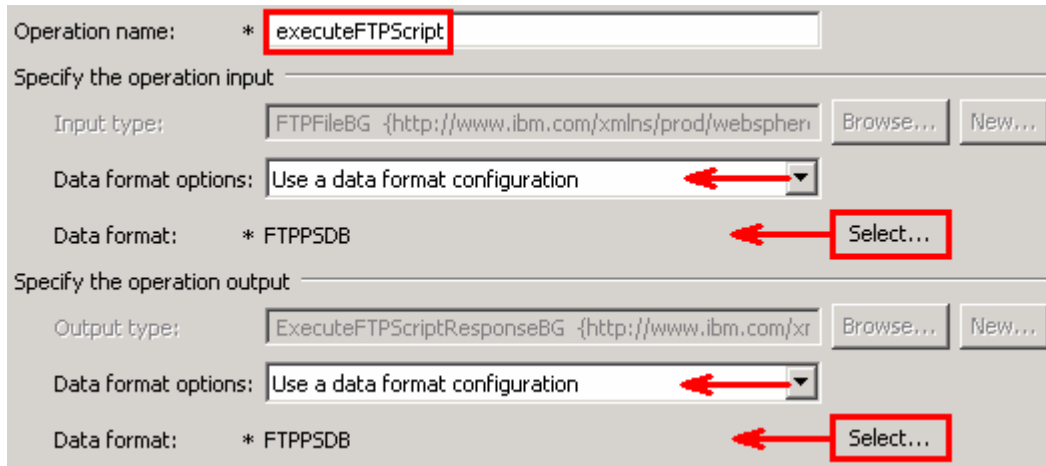 Operation name: * executeFTPScript
Specify the operation input
Input type: FTPFileBG {http://www.ibm.com/xmlns/prod/websphere Browse... New...
Data format options: Use a data format configuration
Data format: * FTPPSDB Select...
Specify the operation output
Output type: ExecuteFTPScriptResponseBG {http://www.ibm.com/xr Browse... New...
Data format options: Use a data format configuration
Data format: * FTPPSDB Select...